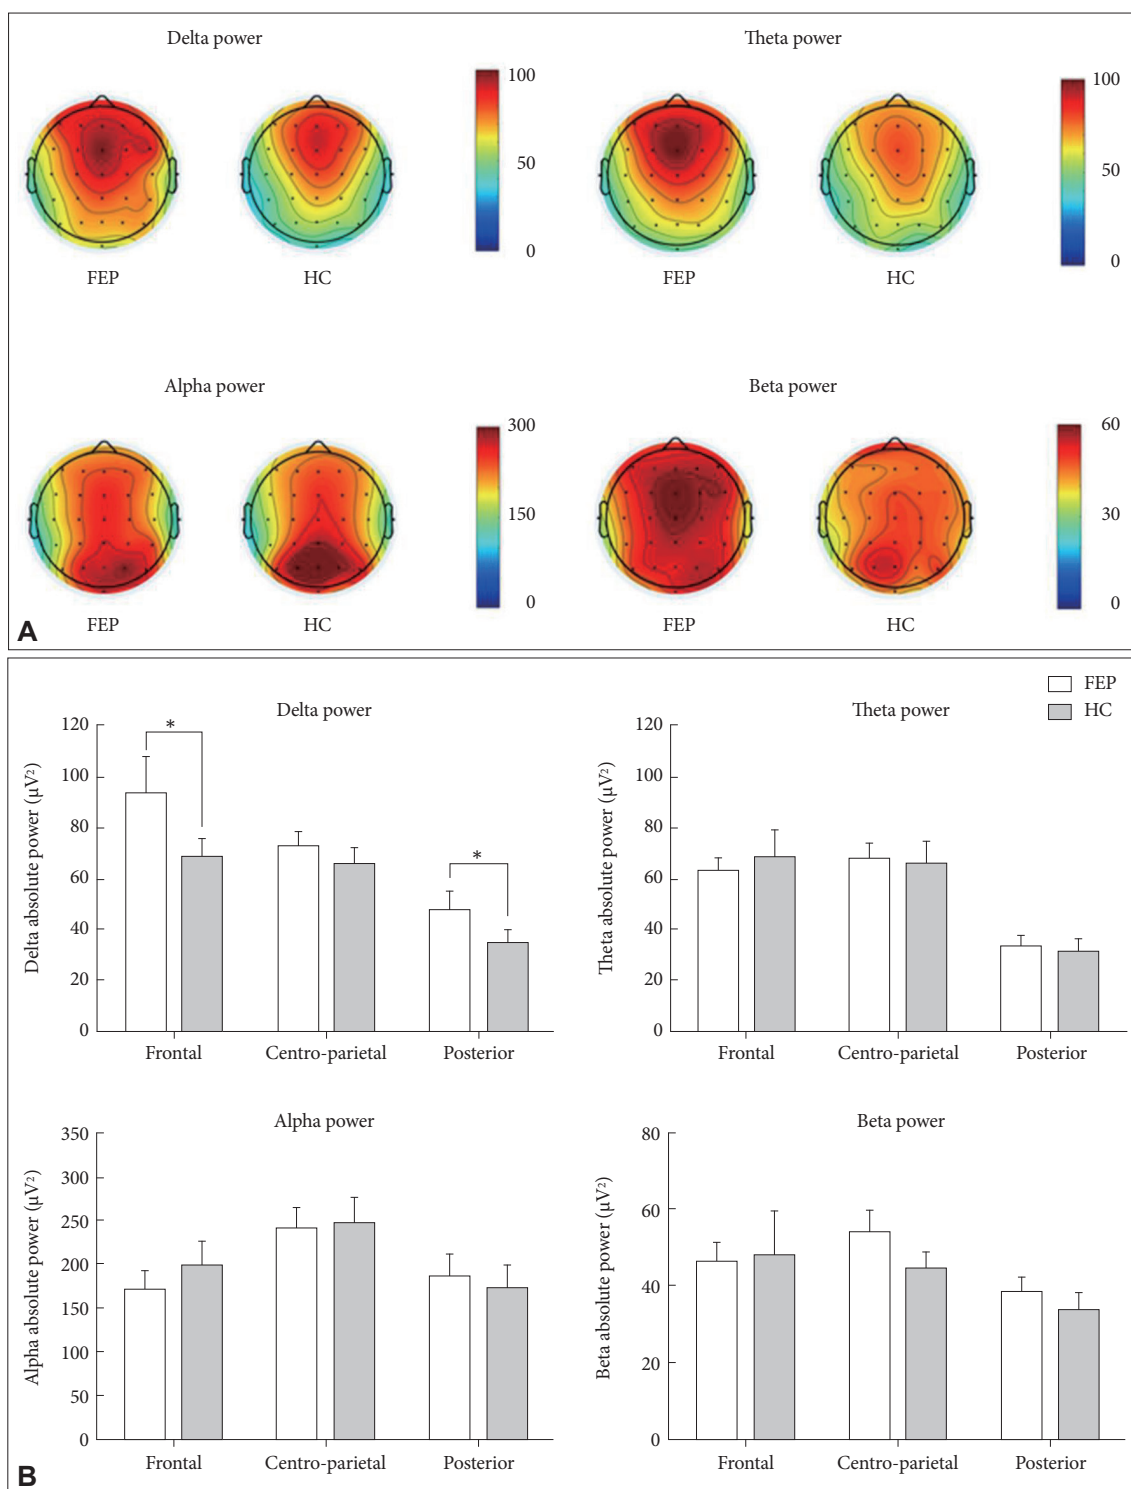 Delta power
Theta power
100
50
0
100
50
0
FEP
HC
FEP
HC
Alpha power
Beta power
300
150
0
60
30
0
FEP
HC
FEP
HC
A
FEP
HC
Delta power
Delta absolute power (μV²)
120
100
80
60
40
20
0
*
*
Frontal
Centro-parietal
Posterior
Theta power
Theta absolute power (μV²)
120
100
80
60
40
20
0
Frontal
Centro-parietal
Posterior
Alpha power
Alpha absolute power (μV²)
350
300
250
200
150
100
50
0
Frontal
Centro-parietal
Posterior
Beta power
Beta absolute power (μV²)
80
60
40
20
0
Frontal
Centro-parietal
Posterior
B